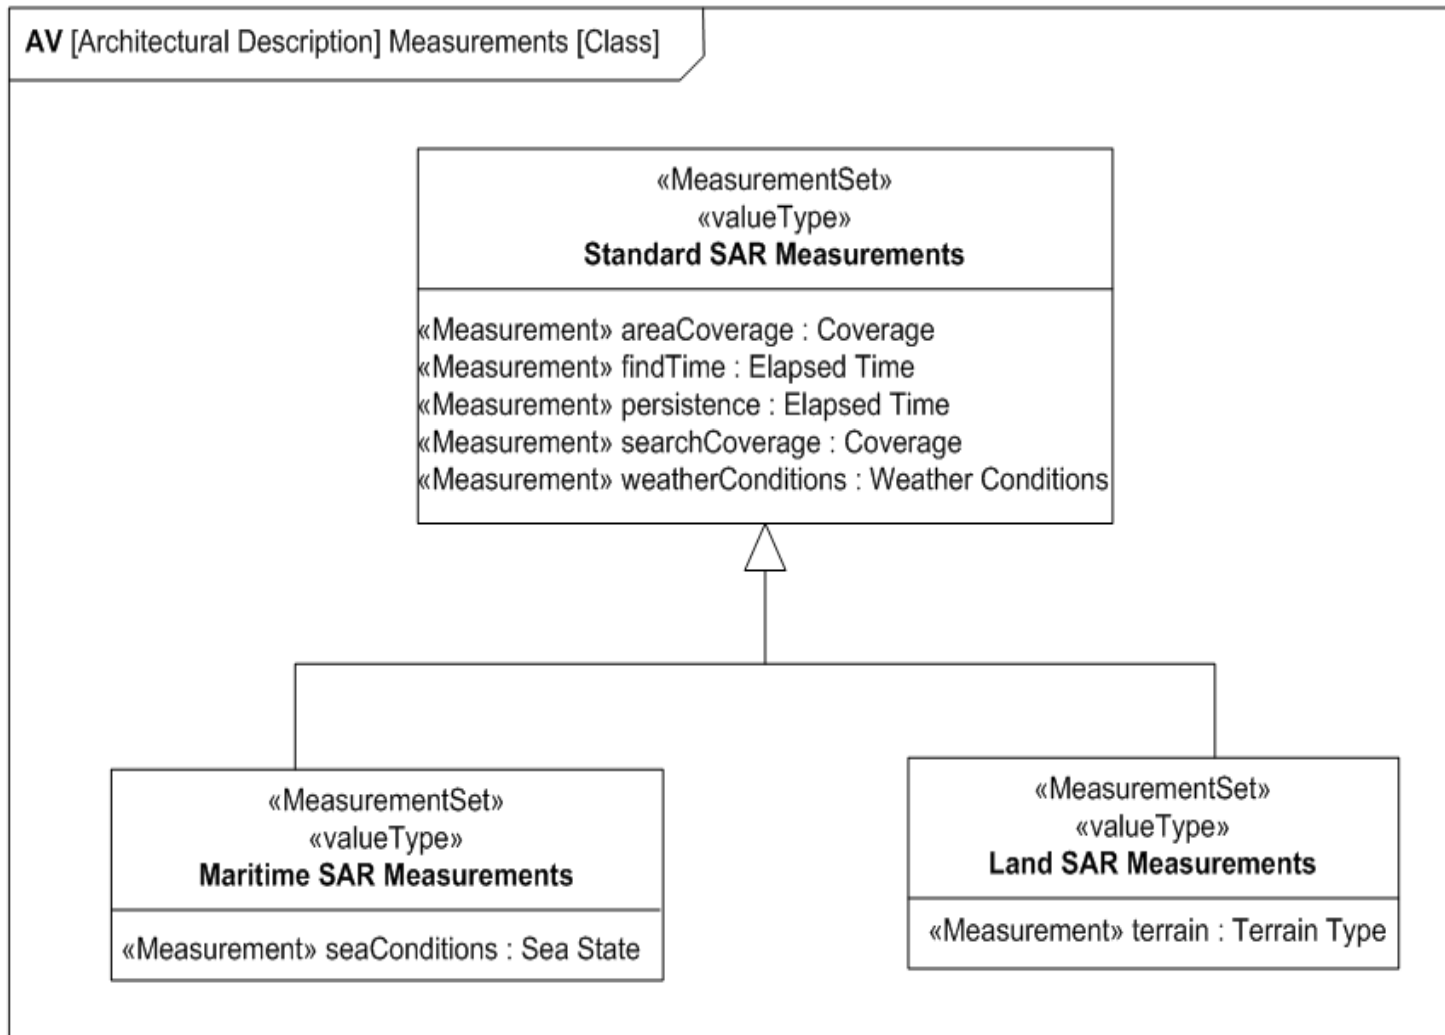 AV [Architectural Description] Measurements [Class]
«MeasurementSet»
«valueType»
Standard SAR Measurements
«Measurement» areaCoverage : Coverage
«Measurement» findTime : Elapsed Time
«Measurement» persistence : Elapsed Time
«Measurement» searchCoverage : Coverage
«Measurement» weatherConditions : Weather Conditions
«MeasurementSet»
«valueType»
Maritime SAR Measurements
«Measurement» seaConditions : Sea State
«MeasurementSet»
«valueType»
Land SAR Measurements
«Measurement» terrain : Terrain Type